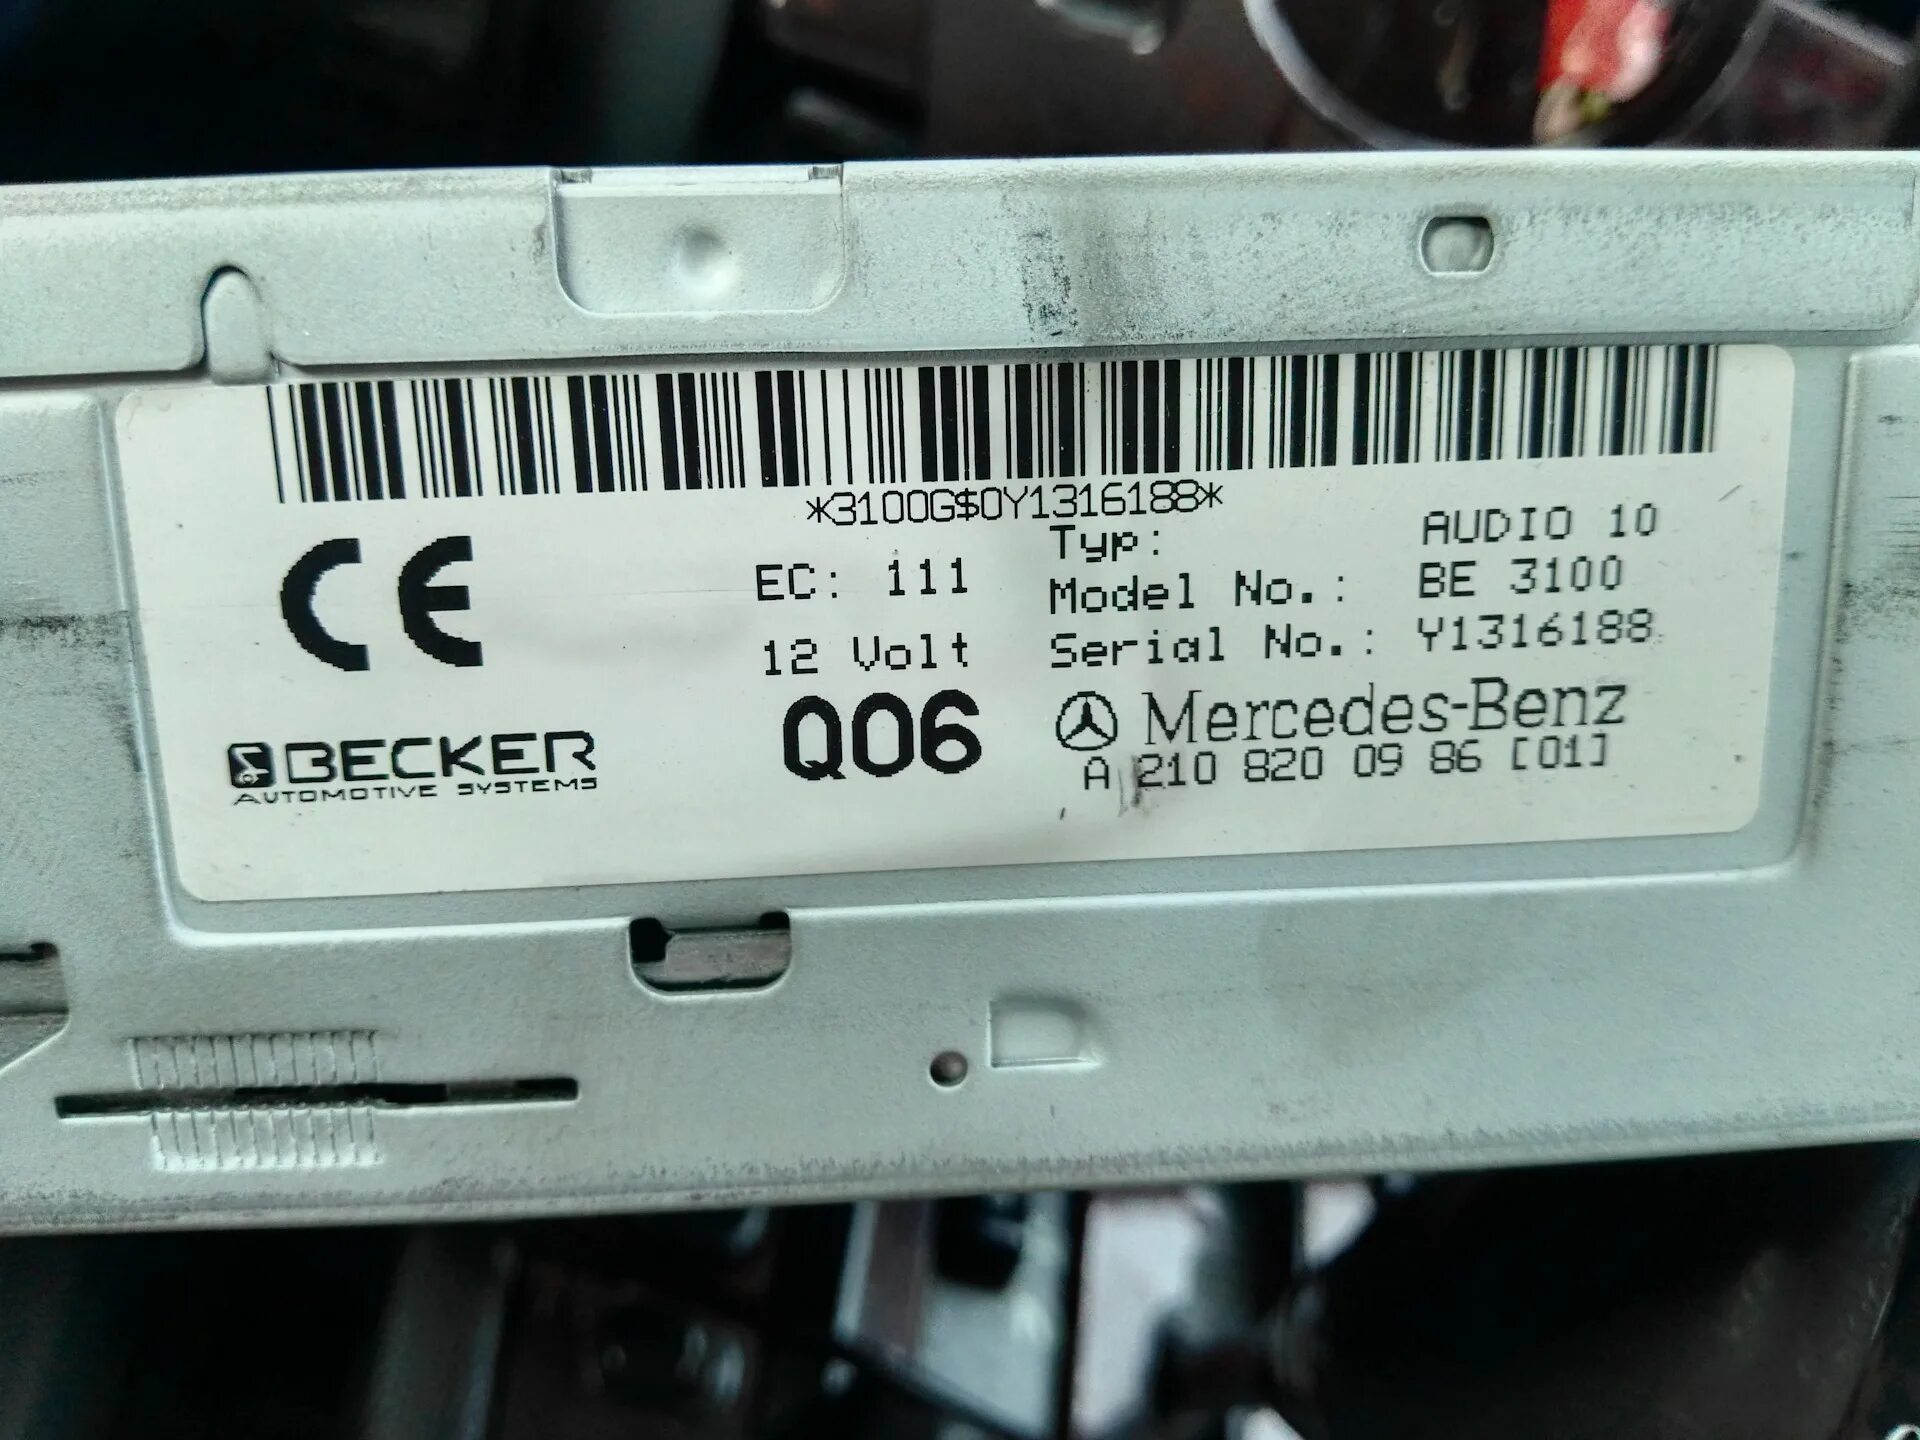 *3100G$0Y1316188*
CE
EC: 111
12 Volt
Q06
BECKER
AUTOMOTIVE SYSTEMS
Typ: AUDIO 10
Model No.: BE 3100
Serial No.: Y1316188
Mercedes-Benz
A 210 820 09 86 [01]